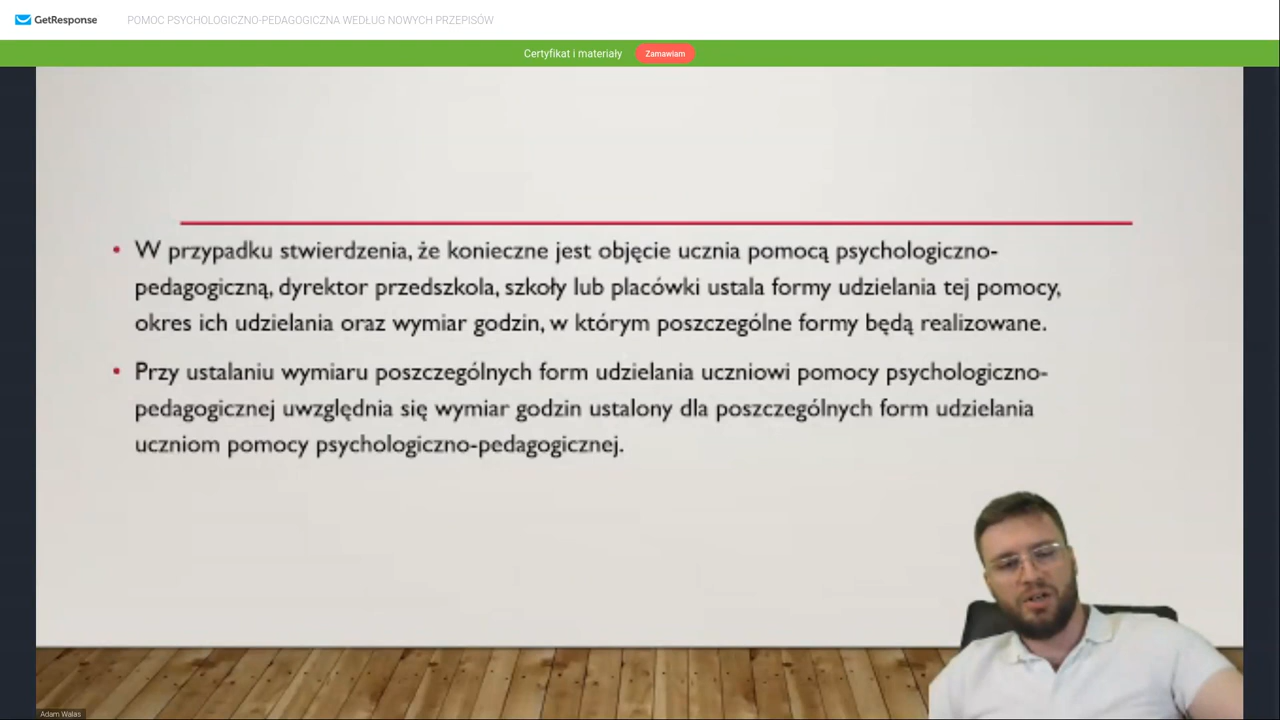 GetResponse
POMOC PSYCHOLOGICZNO-PEDAGOGICZNA WEDŁUG NOWYCH PRZEPISÓW
Certyfikat i materiały
Zamawiam
• W przypadku stwierdzenia, że konieczne jest objęcie ucznia pomocą psychologiczno-
pedagogiczną, dyrektor przedszkola, szkoły lub placówki ustala formy udzielania tej pomocy,
okres ich udzielania oraz wymiar godzin, w którym poszczególne formy będą realizowane.
• Przy ustalaniu wymiaru poszczególnych form udzielania uczniowi pomocy psychologiczno-
pedagogicznej uwzględnia się wymiar godzin ustalony dla poszczególnych form udzielania
uczniom pomocy psychologiczno-pedagogicznej.
Adam Walas